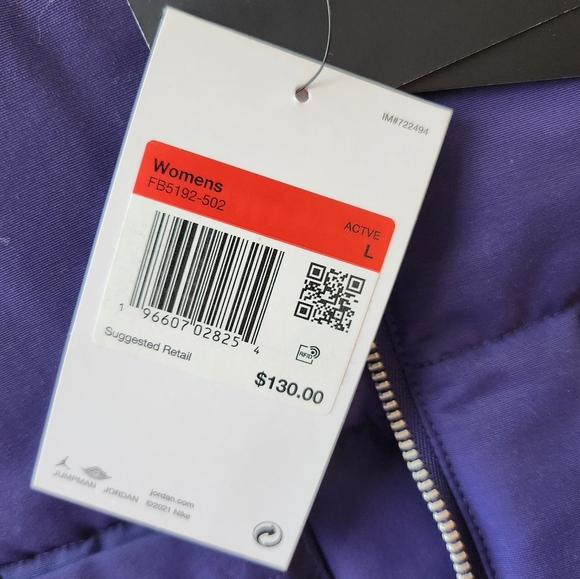 IM#722494
Womens
FB5192-502
ACTVE
L
1 96607 02825 4
RFID
Suggested Retail
$130.00
JUMPMAN JORDAN
jordan.com
©2021 Nike